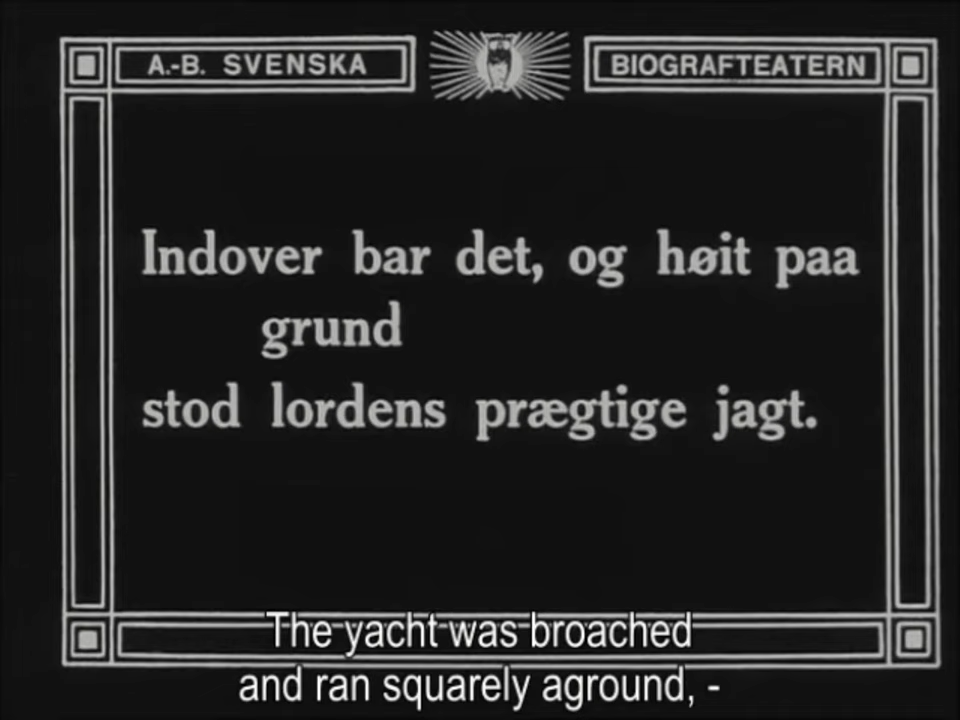 A.-B. SVENSKA BIOGRAFTEATERN
Indover bar det, og høit paa
grund
stod lordens prægtige jagt.
The yacht was broached
and ran squarely aground, -